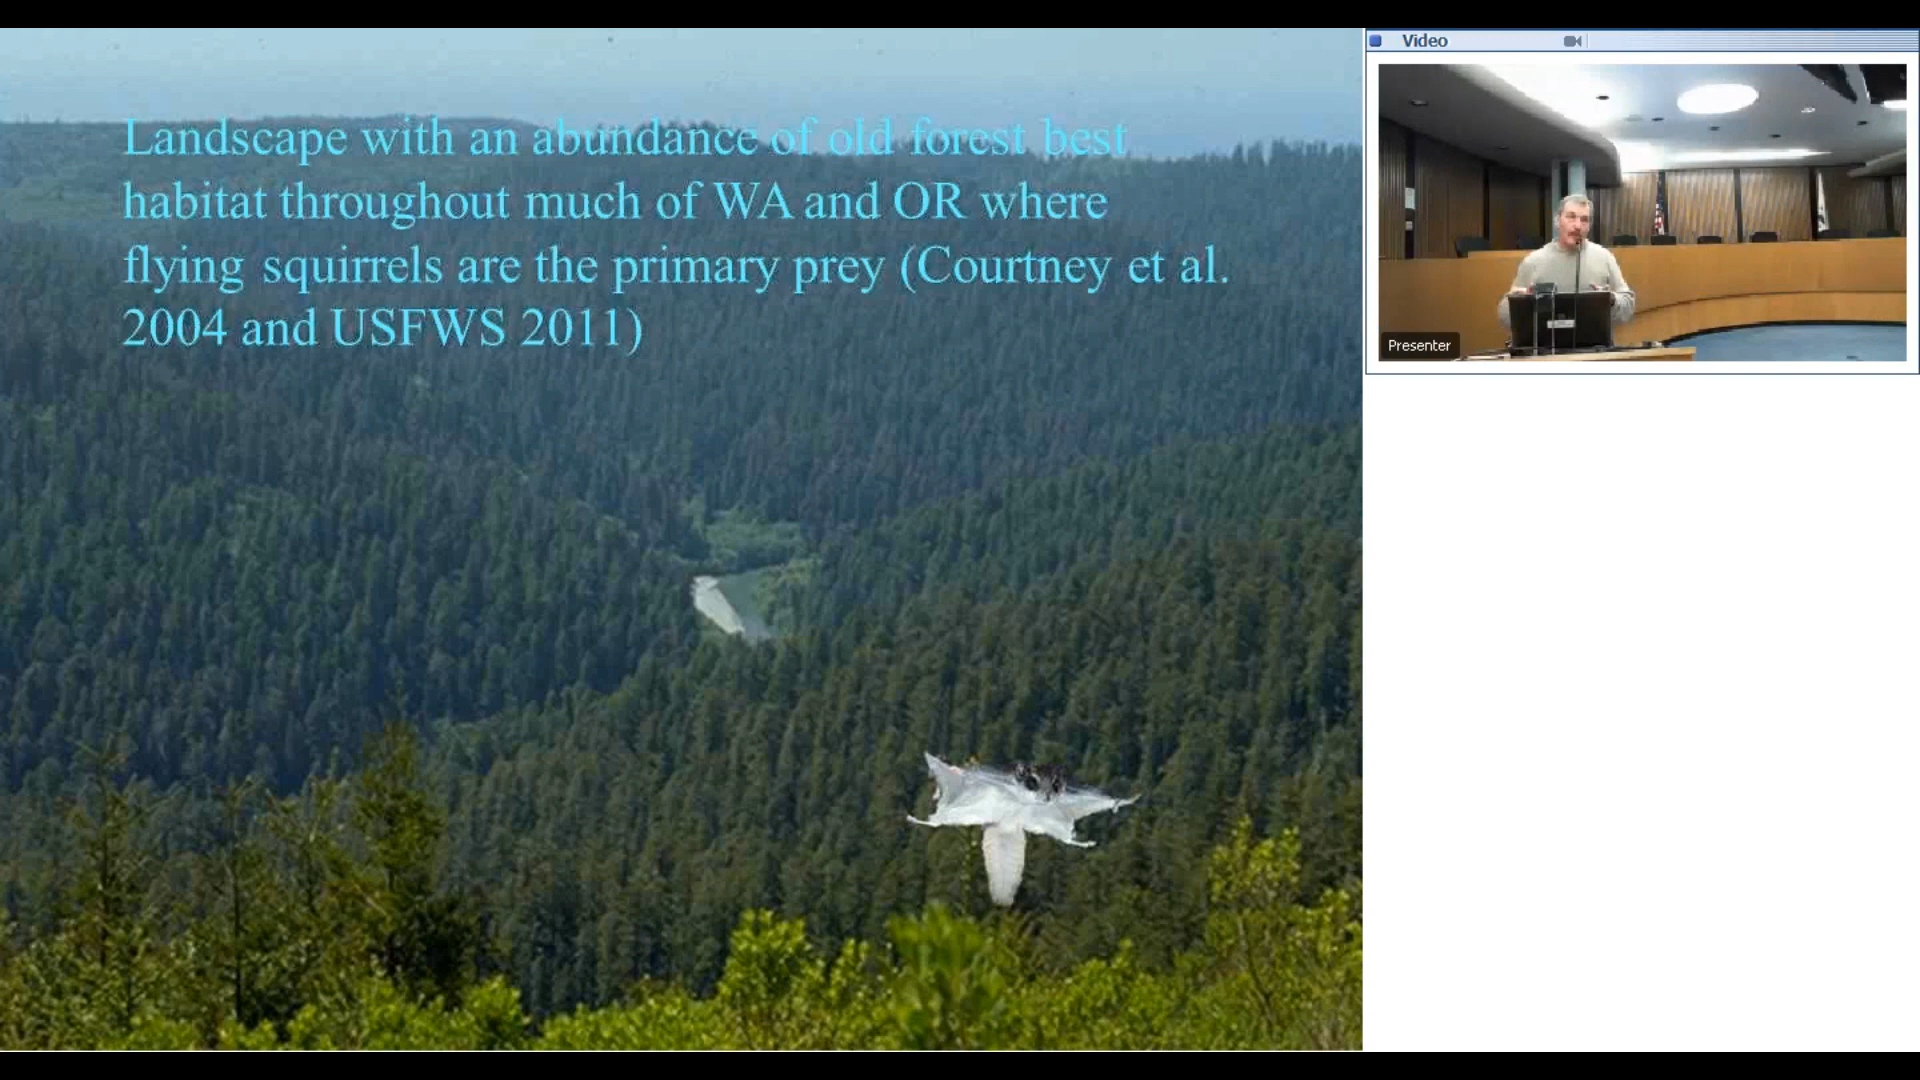 Landscape with an abundance of old forest best
habitat throughout much of WA and OR where
flying squirrels are the primary prey (Courtney et al.
2004 and USFWS 2011)
Video
Presenter